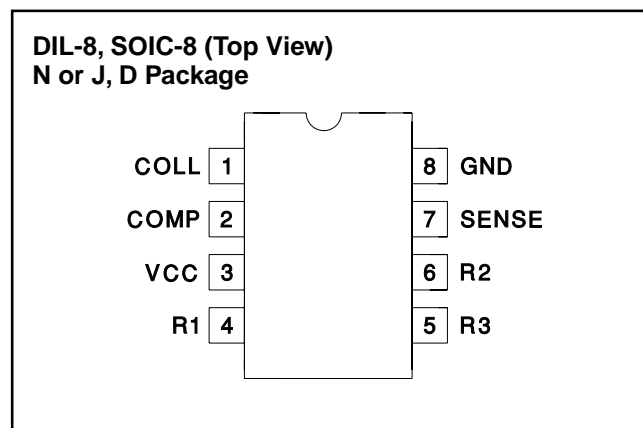 DIL-8, SOIC-8 (Top View)
N or J, D Package
COLL 1 8 GND
COMP 2 7 SENSE
VCC 3 6 R2
R1 4 5 R3